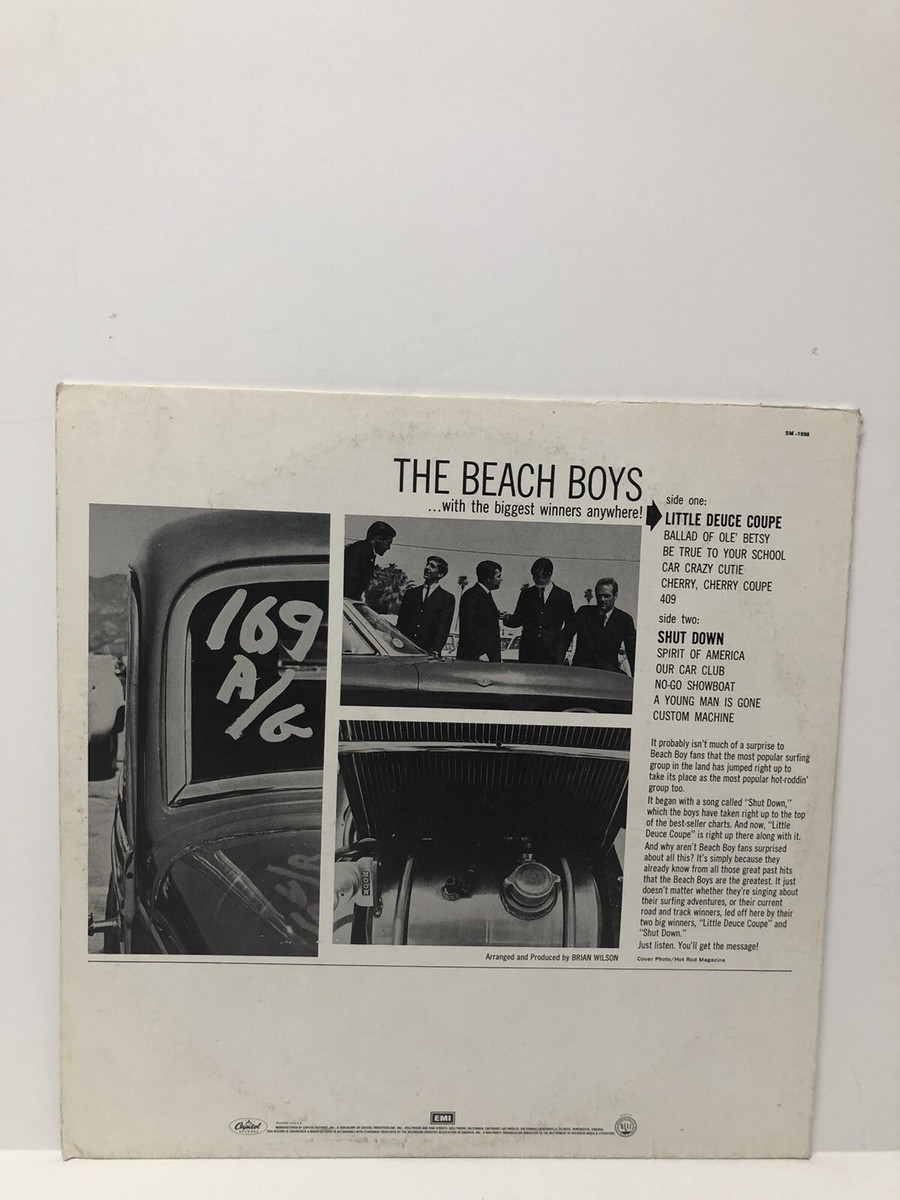 SM-1998
THE BEACH BOYS
...with the biggest winners anywhere!
side one:
LITTLE DEUCE COUPE
BALLAD OF OLE' BETSY
BE TRUE TO YOUR SCHOOL
CAR CRAZY CUTIE
CHERRY, CHERRY COUPE
409
side two:
SHUT DOWN
SPIRIT OF AMERICA
OUR CAR CLUB
NO-GO SHOWBOAT
A YOUNG MAN IS GONE
CUSTOM MACHINE
169
A/G
MOON
It probably isn't much of a surprise to
Beach Boy fans that the most popular surfing
group in the land has jumped right up to
take its place as the most popular hot-roddin'
group too.
It began with a song called "Shut Down,"
which the boys have taken right up to the top
of the best-seller charts. And now, "Little
Deuce Coupe" is right up there along with it.
And why aren't Beach Boy fans surprised
about all this? It's simply because they
already know from all those great past hits
that the Beach Boys are the greatest. It just
doesn't matter whether they're singing about
their surfing adventures, or their current
road and track winners, led off here by their
two big winners, "Little Deuce Coupe" and
"Shut Down."
Just listen. You'll get the message!
Arranged and Produced by BRIAN WILSON
Cover Photo/Hot Rod Magazine
Capitol
EMI